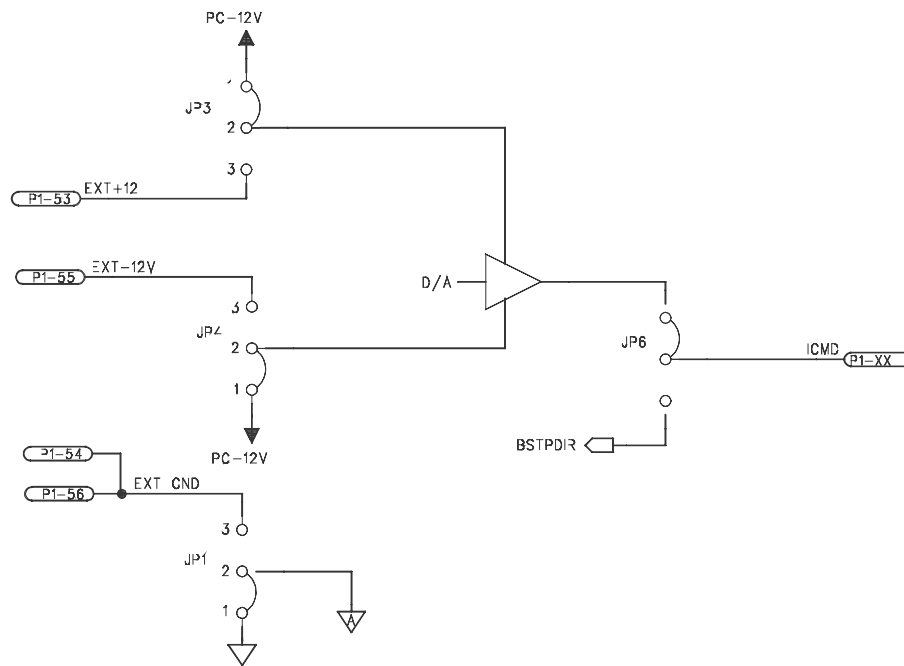 PC-12V
JP3
2
3
P1-53
EXT+12
P1-55
EXT-12V
3
JP4
2
1
PC-12V
D/A
JP6
ICMD
P1-XX
BSTPDIR
P1-54
P1-56
EXT GND
3
JP1
2
1
A